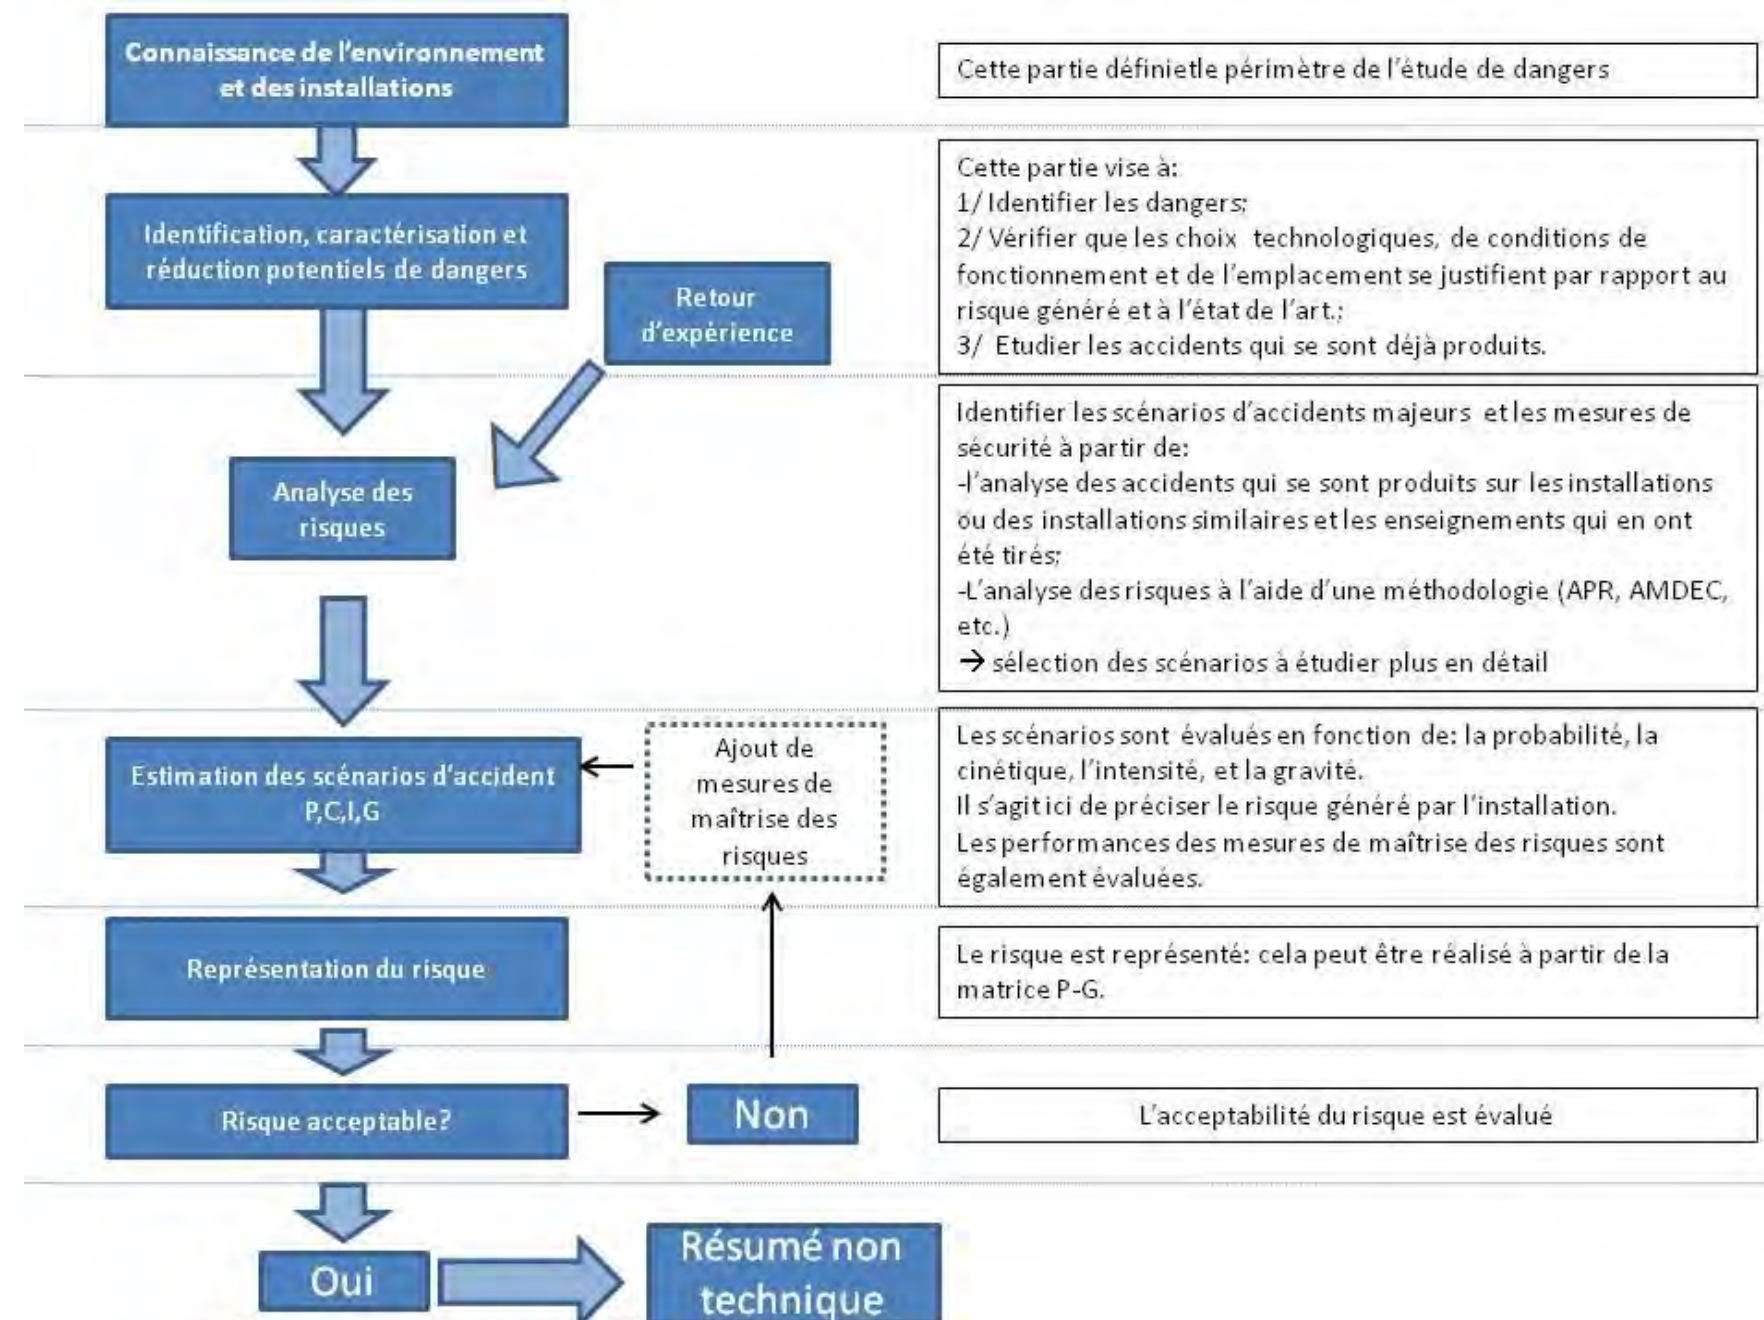 Connaissance de l'environnement
et des installations
Cette partie définietle périmètre de l'étude de dangers
Identification, caractérisation et
réduction potentiels de dangers
Retour
d'expérience
Cette partie vise à:
1/ Identifier les dangers;
2/ Vérifier que les choix technologiques, de conditions de
fonctionnement et de l'emplacement se justifient par rapport au
risque généré et à l'état de l'art.;
3/ Etudier les accidents qui se sont déjà produits.
Analyse des
risques
Identifier les scénarios d'accidents majeurs et les mesures de
sécurité à partir de:
-l'analyse des accidents qui se sont produits sur les installations
ou des installations similaires et les enseignements qui en ont
été tirés;
-L'analyse des risques à l'aide d'une méthodologie (APR, AMDEC,
etc.)
→ sélection des scénarios à étudier plus en détail
Estimation des scénarios d'accident
P,C,I,G
Ajout de
mesures de
maîtrise des
risques
Les scénarios sont évalués en fonction de: la probabilité, la
cinétique, l'intensité, et la gravité.
Il s'agit ici de préciser le risque généré par l'installation.
Les performances des mesures de maîtrise des risques sont
également évaluées.
Représentation du risque
Le risque est représenté: cela peut être réalisé à partir de la
matrice P-G.
Risque acceptable?
Non
L'acceptabilité du risque est évalué
Oui
Résumé non
technique